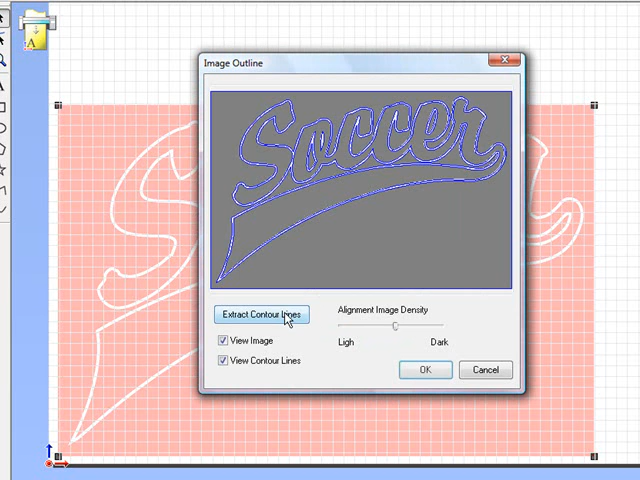 Image Outline
Soccer
Extract Contour Lines
View Image
View Contour Lines
Alignment Image Density
Ligh
Dark
OK
Cancel
A
A